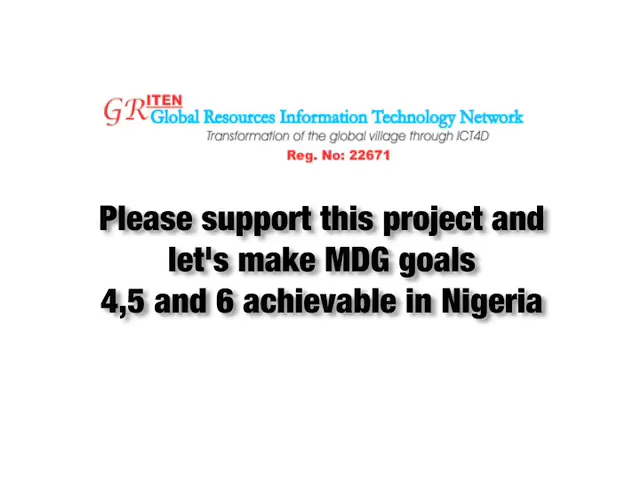 GRITEN
Global Resources Information Technology Network
Transformation of the global village through ICT4D
Reg. No: 22671
Please support this project and
let's make MDG goals
4,5 and 6 achievable in Nigeria